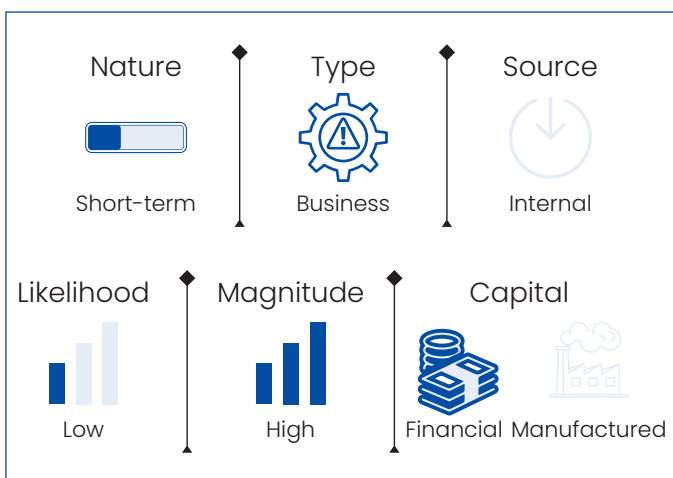 Nature Type Source
Short-term Business Internal
Likelihood Magnitude Capital
Low High Financial Manufactured